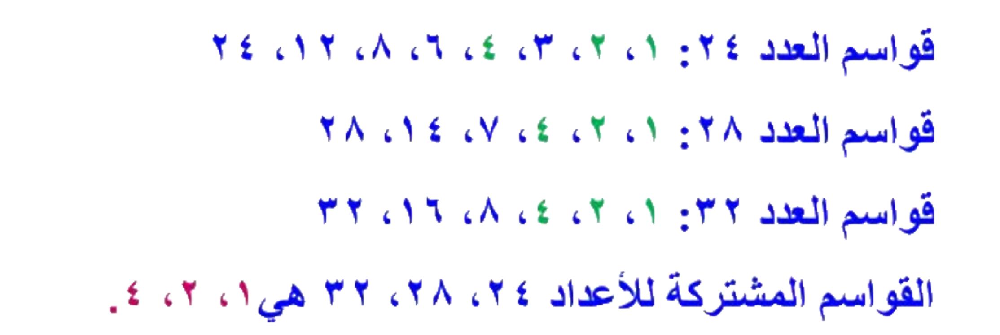 قواسم العدد ٢٤: ١، ٢، ٣، ٤، ٦، ٨، ١٢، ٢٤
قواسم العدد ٢٨: ١، ٢، ٤، ٧، ١٤، ٢٨
قواسم العدد ٣٢: ١، ٢، ٤، ٨، ١٦، ٣٢
القواسم المشتركة للأعداد ٢٤، ٢٨، ٣٢ هي١، ٢، ٤.